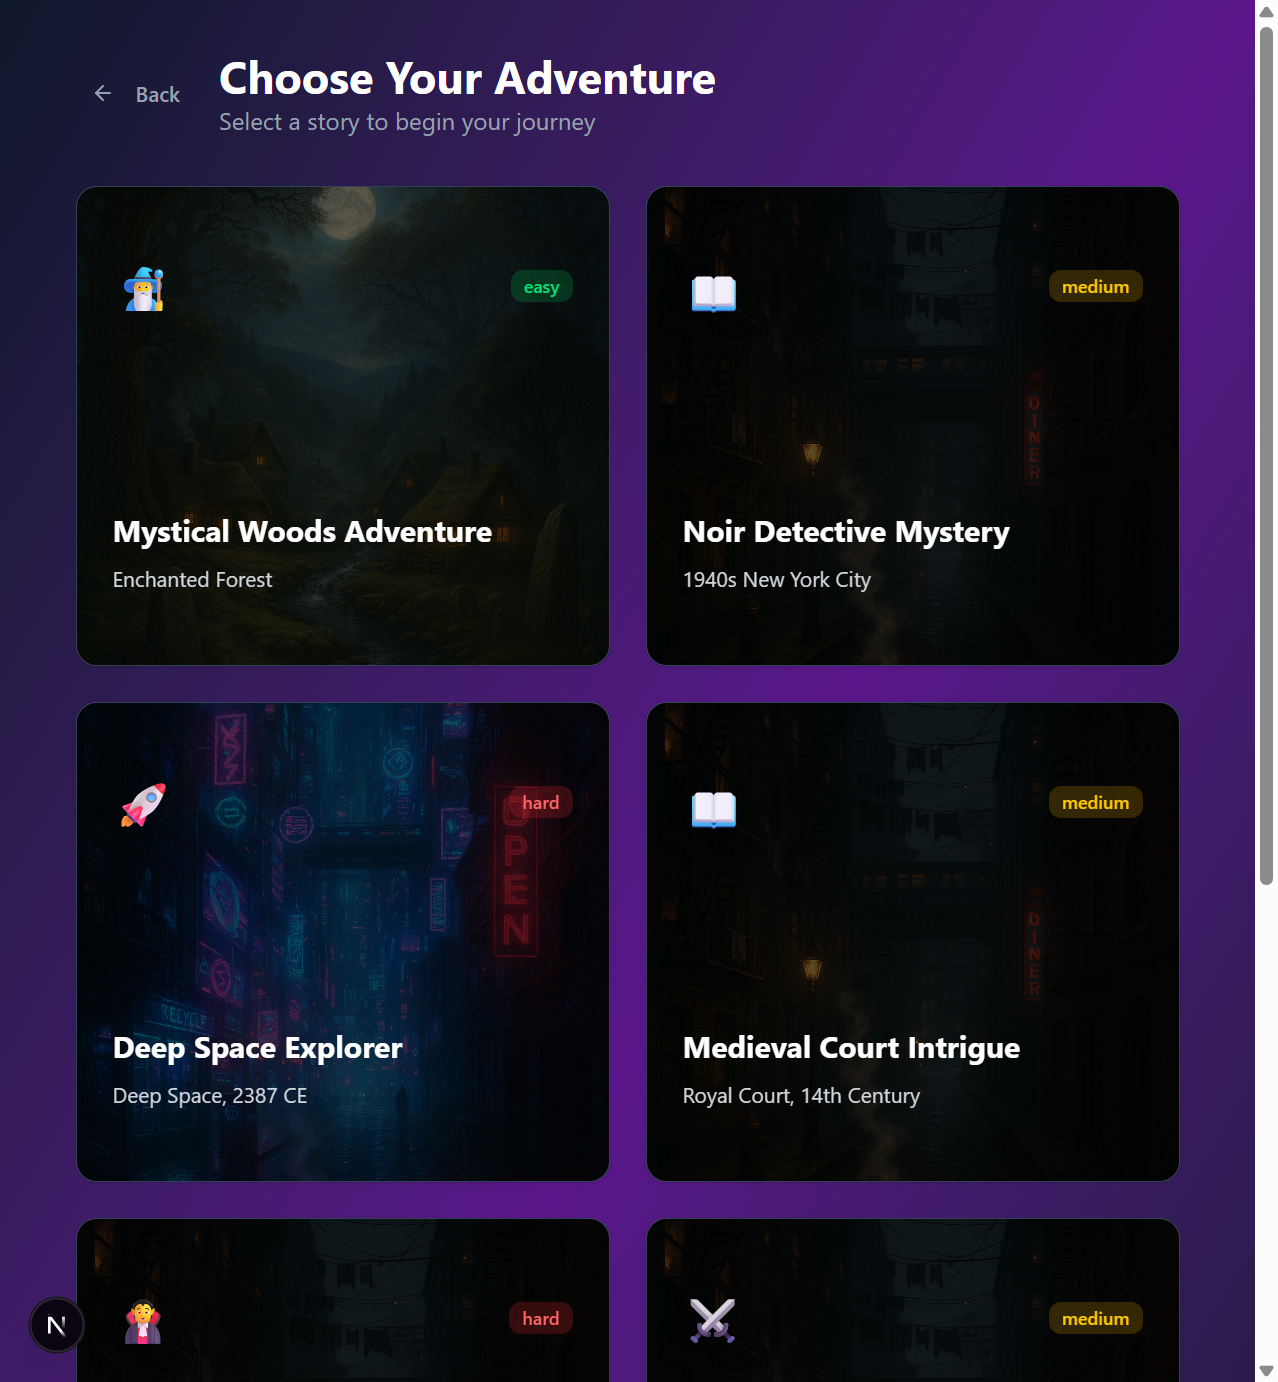 Back
Choose Your Adventure
Select a story to begin your journey
easy
Mystical Woods Adventure
Enchanted Forest
medium
DINER
Noir Detective Mystery
1940s New York City
hard
OPEN
RECYCLE
Deep Space Explorer
Deep Space, 2387 CE
medium
DINER
Medieval Court Intrigue
Royal Court, 14th Century
hard
medium
N